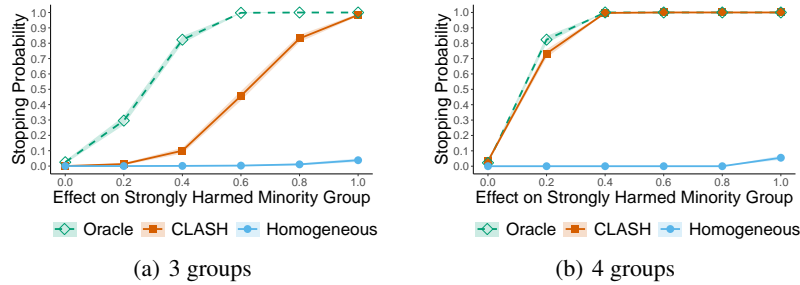 Stopping Probability
1.0
0.9
0.8
0.7
0.6
0.5
0.4
0.3
0.2
0.1
0.0
0.0 0.2 0.4 0.6 0.8 1.0
Effect on Strongly Harmed Minority Group
Oracle CLASH Homogeneous
(a) 3 groups
Stopping Probability
1.0
0.9
0.8
0.7
0.6
0.5
0.4
0.3
0.2
0.1
0.0
0.0 0.2 0.4 0.6 0.8 1.0
Effect on Strongly Harmed Minority Group
Oracle CLASH Homogeneous
(b) 4 groups